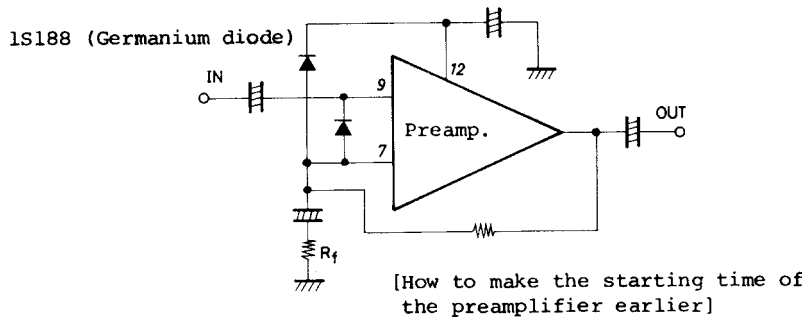 1S188 (Germanium diode)
12
IN
9
OUT
Preamp.
7
Rf
[How to make the starting time of
the preamplifier earlier]